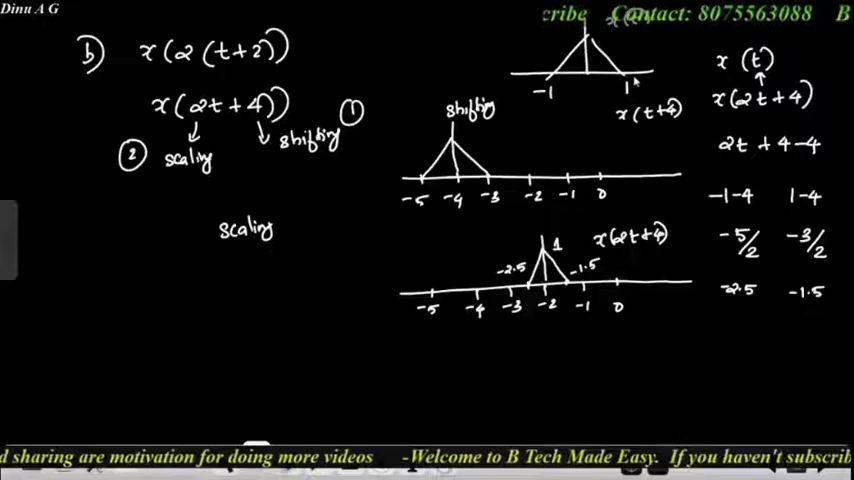 Dinu A G
cribe Contact: 8075563088 B
b) x(2(t+2))
x(2t+4))
① shifting
② scaling
scaling
-1 1
x(t+4)
shifting
-5 -4 -3 -2 -1 0
1 x(2t+4)
-2.5 -1.5
-5 -4 -3 -2 -1 0
x(t)
↑
x(2t+4)
2t+4-4
-1-4 1-4
-5/2 -3/2
-2.5 -1.5
d sharing are motivation for doing more videos -Welcome to B Tech Made Easy. If you haven't subscrib